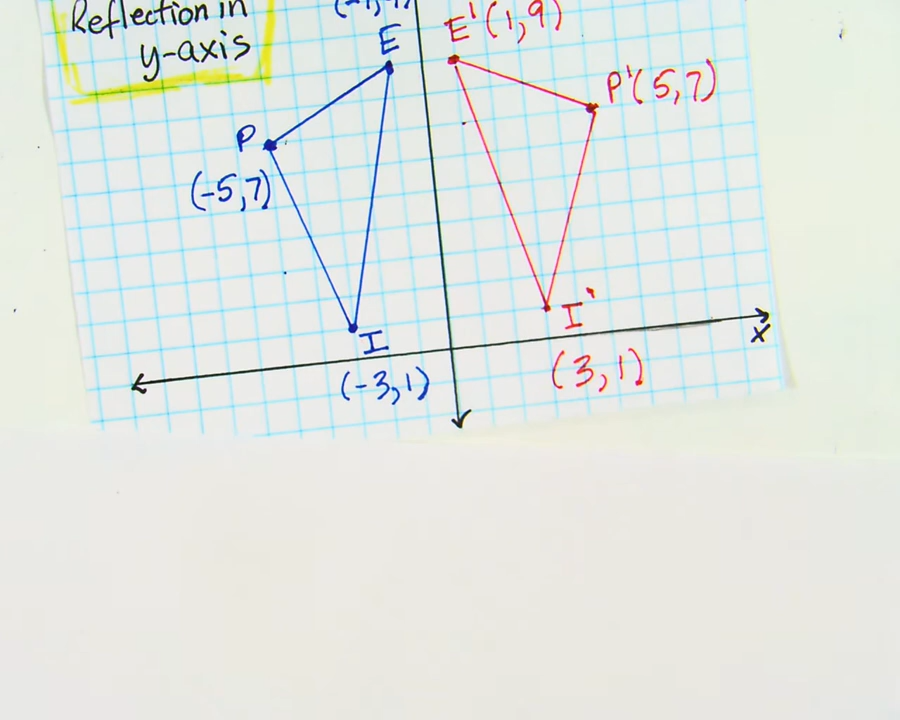 Reflection in
y-axis
E
E' (1,9)
P
P' (5,7)
(-5,7)
I
I'
x
(-3,1)
(3,1)